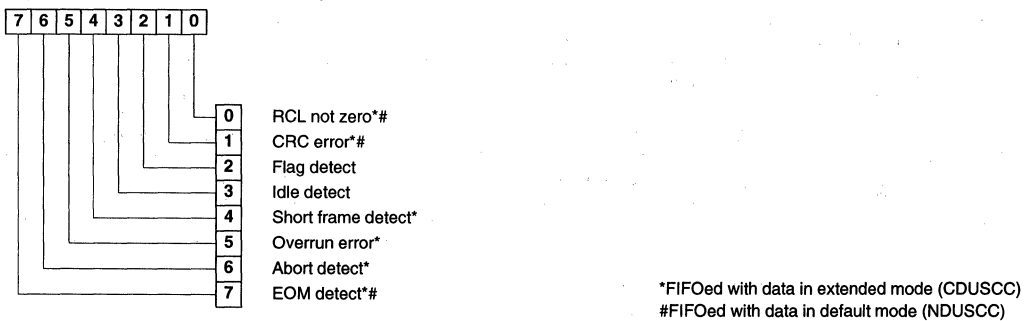 7 6 5 4 3 2 1 0
0 RCL not zero*#
1 CRC error*#
2 Flag detect
3 Idle detect
4 Short frame detect*
5 Overrun error*
6 Abort detect*
7 EOM detect*#
*FIFOed with data in extended mode (CDUSCC)
#FIFOed with data in default mode (NDUSCC)